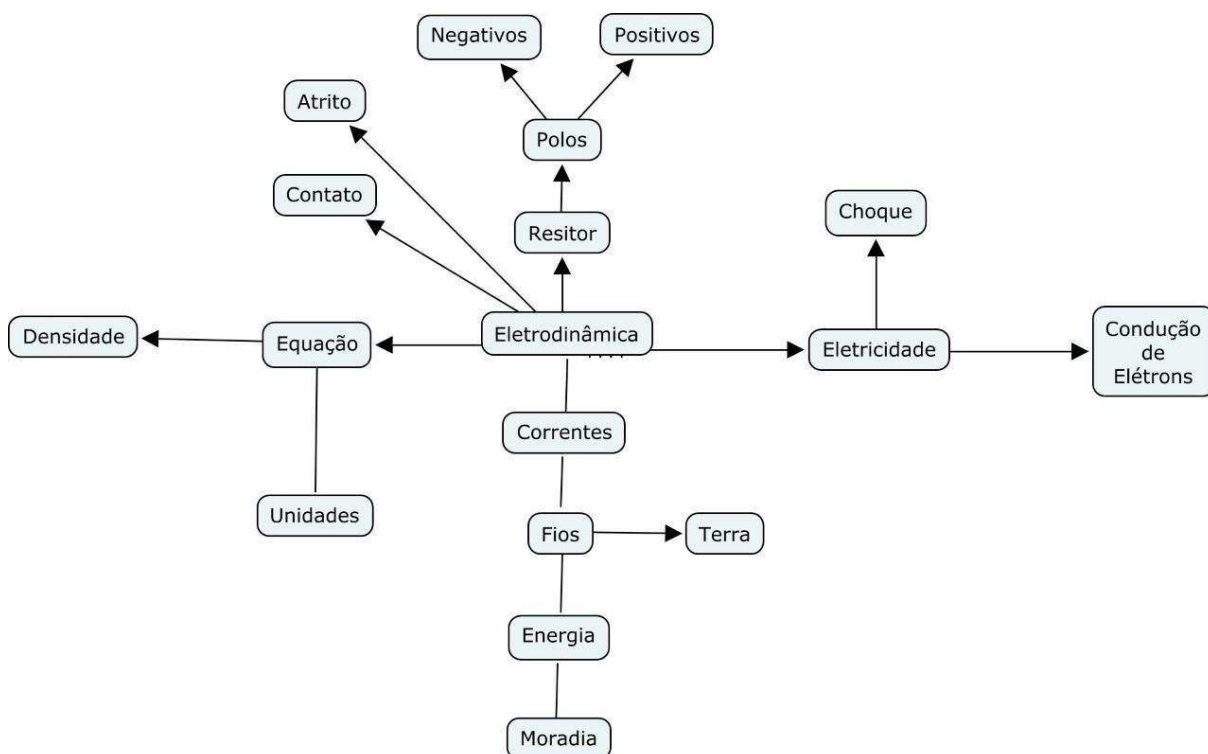 Negativos
Positivos
Atrito
Polos
Contato
Resitor
Choque
Densidade
Equação
Eletrodinâmica
Eletricidade
Condução
de
Elétrons
Correntes
Unidades
Fios
Terra
Energia
Moradia